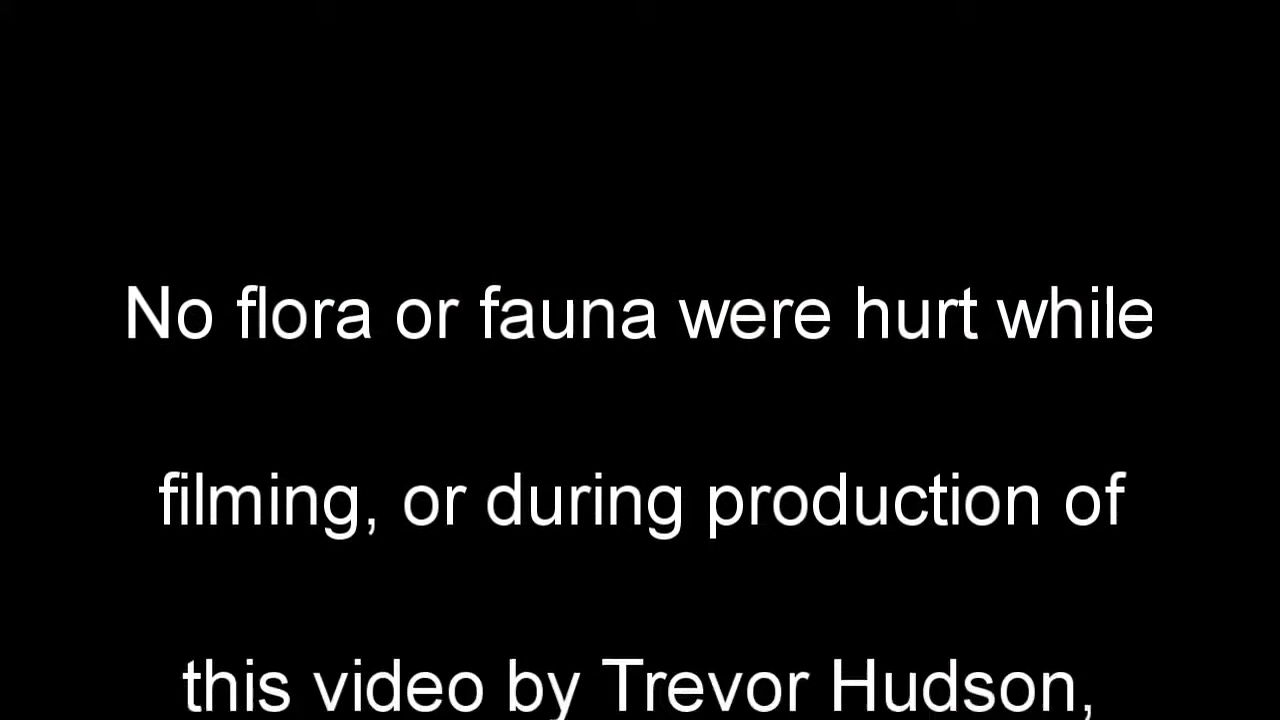 No flora or fauna were hurt while
filming, or during production of
this video by Trevor Hudson,